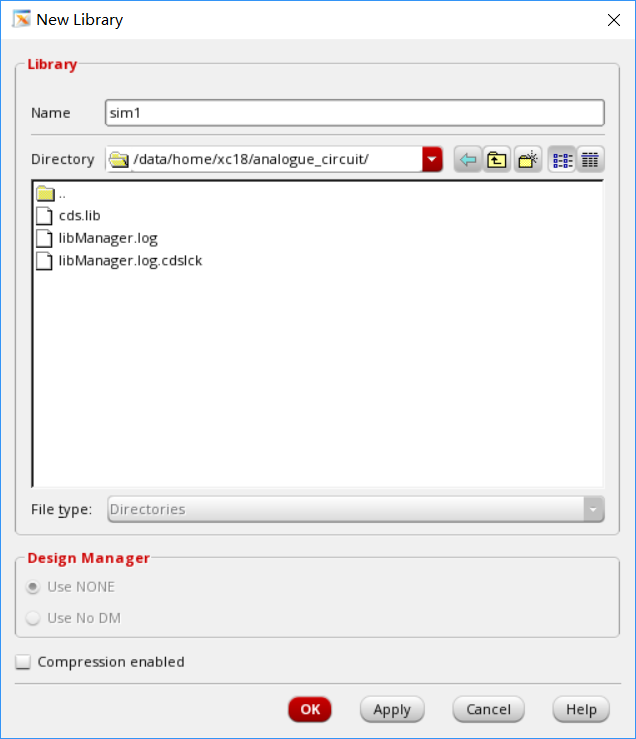 New Library
Library
Name sim1
Directory /data/home/xc18/analogue_circuit/
..
cds.lib
libManager.log
libManager.log.cdslck
File type: Directories
Design Manager
Use NONE
Use No DM
Compression enabled
OK Apply Cancel Help